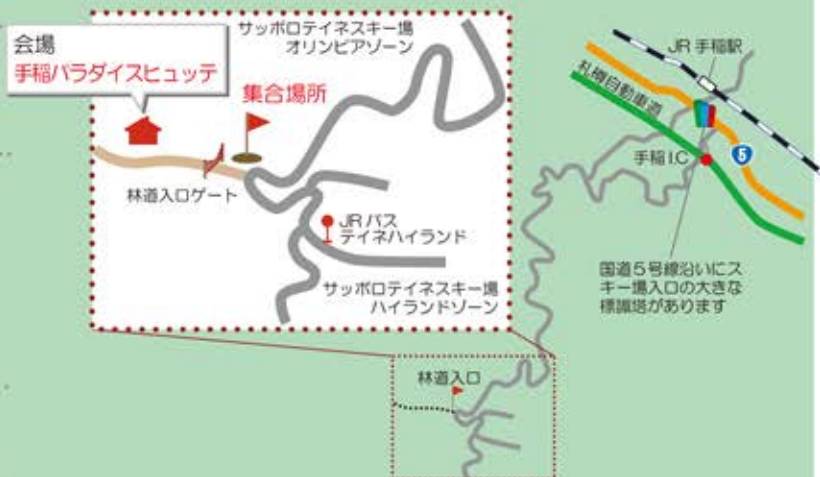 サッポロテイネスキー場
オリンピアゾーン
会場
手稲パラダイスヒュッテ
集合場所
林道入口ゲート
JRバス
テイネハイランド
サッポロテイネスキー場
ハイランドゾーン
JR手稲駅
札樽自動車道
手稲I.C
5
国道5号線沿いにス
キー場入口の大きな
標識塔があります
林道入口